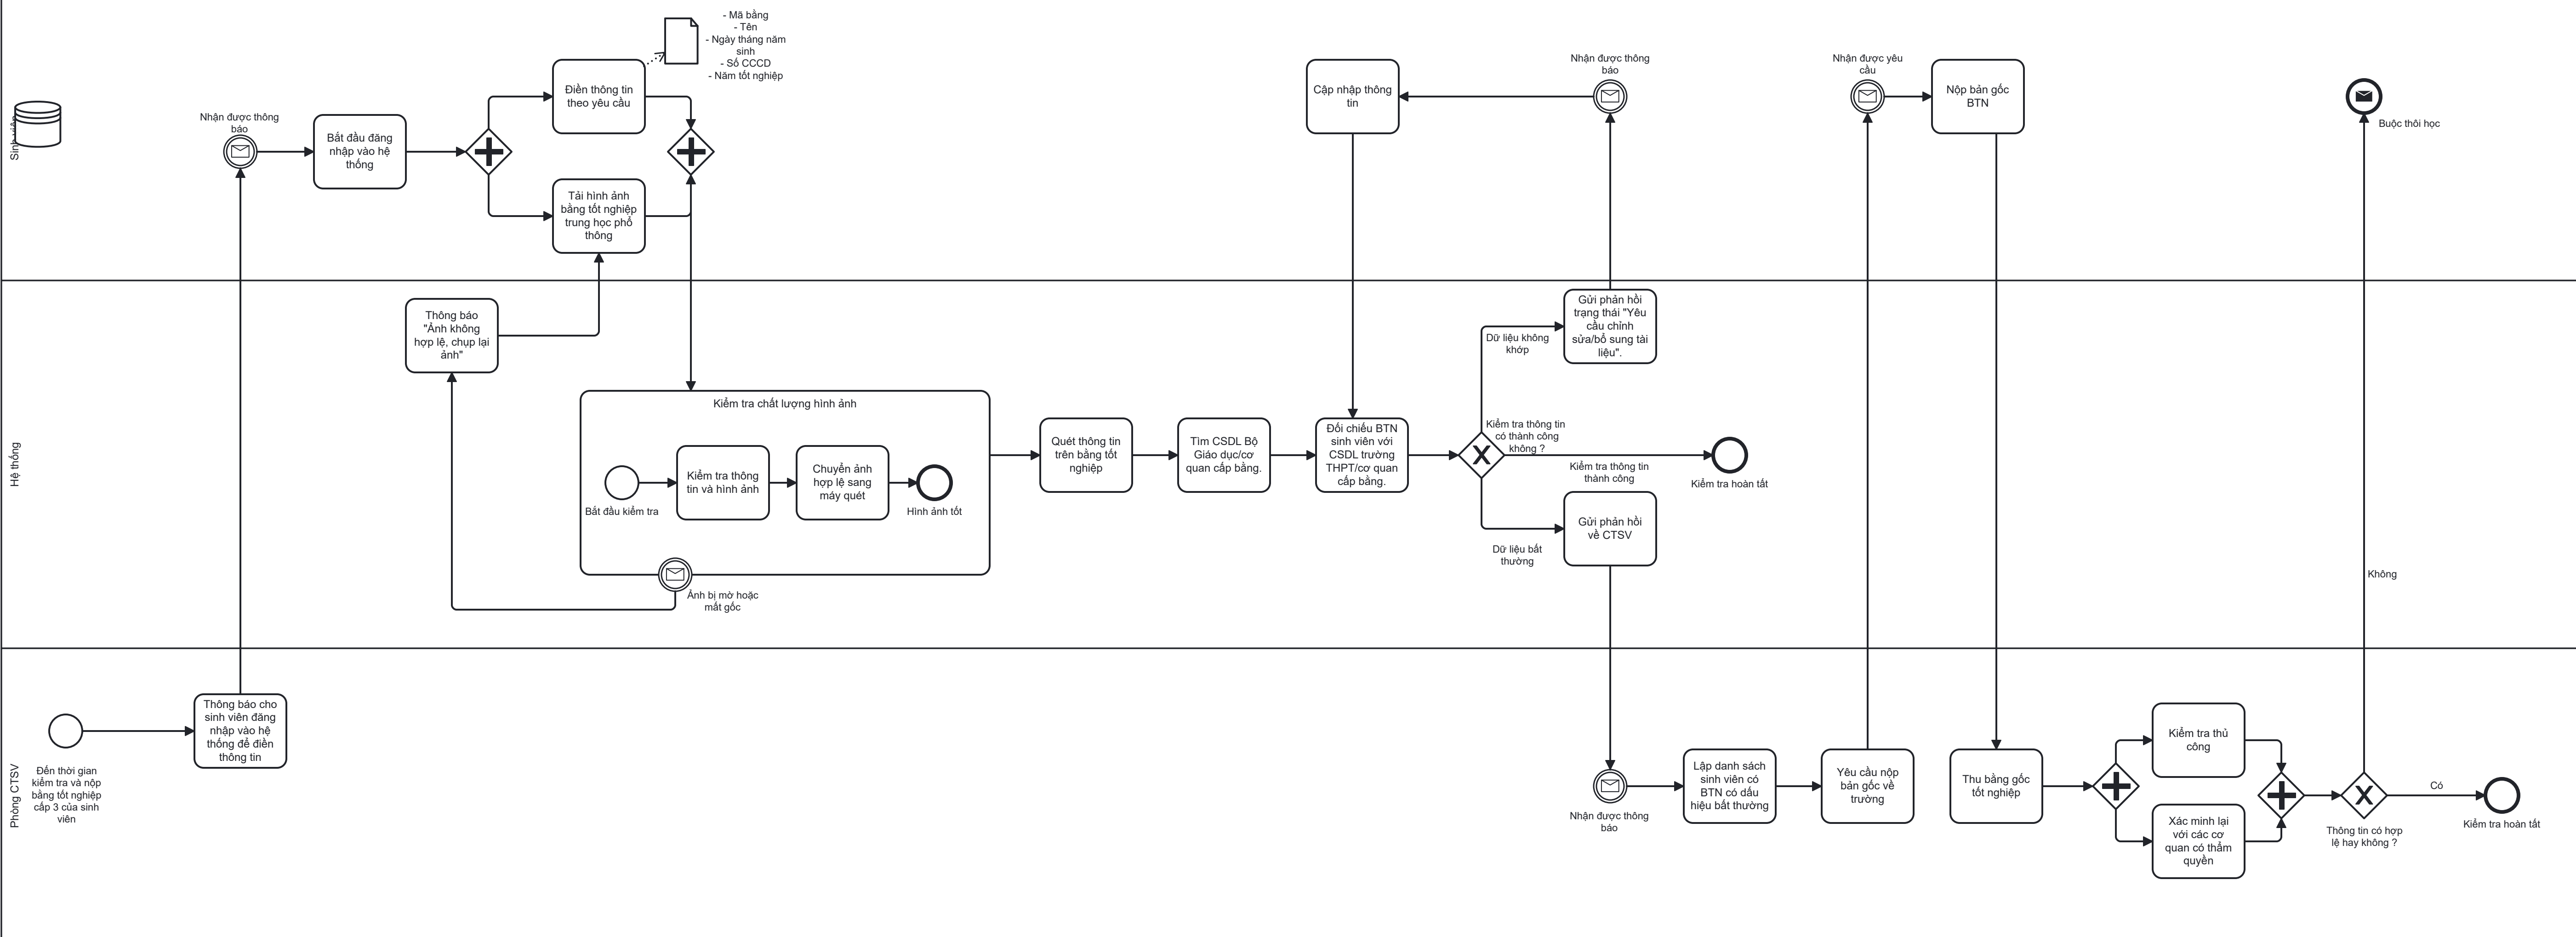 - Mã bằng
- Tên
- Ngày tháng năm
sinh
- Số CCCD
- Năm tốt nghiệp
Sinh viên
Nhận được thông
báo
Bắt đầu đăng
nhập vào hệ
thống
Điền thông tin
theo yêu cầu
Tải hình ảnh
bằng tốt nghiệp
trung học phổ
thông
Cập nhập thông
tin
Nhận được thông
báo
Nhận được yêu
cầu
Nộp bản gốc
BTN
Buộc thôi học
Hệ thống
Thông báo
"Ảnh không
hợp lệ, chụp lại
ảnh"
Kiểm tra chất lượng hình ảnh
Bắt đầu kiểm tra
Kiểm tra thông
tin và hình ảnh
Chuyển ảnh
hợp lệ sang
máy quét
Hình ảnh tốt
Ảnh bị mờ hoặc
mất gốc
Quét thông tin
trên bằng tốt
nghiệp
Tìm CSDL Bộ
Giáo dục/cơ
quan cấp bằng.
Đối chiếu BTN
sinh viên với
CSDL trường
THPT/cơ quan
cấp bằng.
Gửi phản hồi
trạng thái "Yêu
cầu chỉnh
sửa/bổ sung tài
liệu".
Dữ liệu không
khớp
Kiểm tra thông tin
có thành công
không ?
Kiểm tra thông tin
thành công
Kiểm tra hoàn tất
Gửi phản hồi
về CTSV
Dữ liệu bất
thường
Không
Phòng CTSV
Đến thời gian
kiểm tra và nộp
bằng tốt nghiệp
cấp 3 của sinh
viên
Thông báo cho
sinh viên đăng
nhập vào hệ
thống để điền
thông tin
Nhận được thông
báo
Lập danh sách
sinh viên có
BTN có dấu
hiệu bất thường
Yêu cầu nộp
bản gốc về
trường
Thu bằng gốc
tốt nghiệp
Kiểm tra thủ
công
Xác minh lại
với các cơ
quan có thẩm
quyền
Thông tin có hợp
lệ hay không ?
Có
Kiểm tra hoàn tất